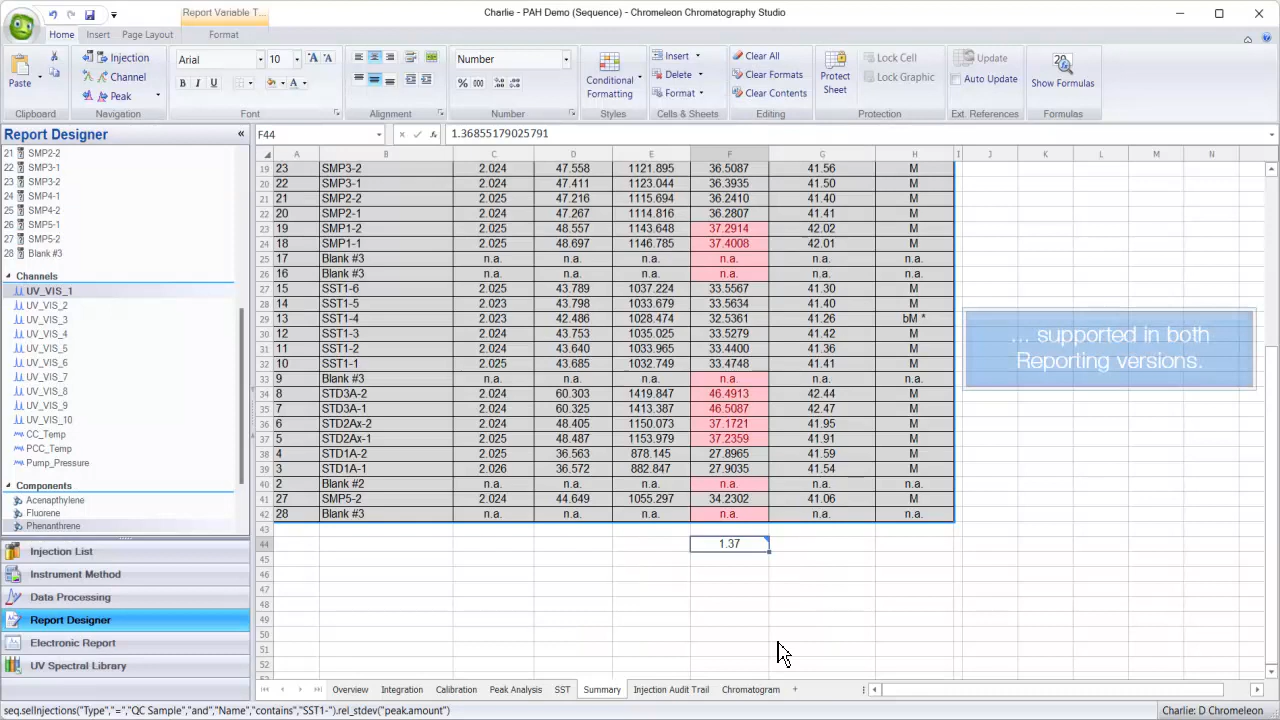 Report Variable T...
Charlie - PAH Demo (Sequence) - Chromeleon Chromatography Studio
Home Insert Page Layout Format
Paste
Injection
Channel
Peak
Arial 10
B I U
Number
% 000
Conditional Formatting
Insert
Delete
Format
Clear All
Clear Formats
Clear Contents
Protect Sheet
Lock Cell
Lock Graphic
Update
Auto Update
Show Formulas
Clipboard Navigation Font Alignment Number Styles Cells & Sheets Editing Protection Ext. References Formulas
Report Designer «
F44 1.36855179025791
21 SMP2-2
22 SMP3-1
23 SMP3-2
24 SMP4-1
25 SMP4-2
26 SMP5-1
27 SMP5-2
28 Blank #3
Channels
UV_VIS_1
UV_VIS_2
UV_VIS_3
UV_VIS_4
UV_VIS_5
UV_VIS_6
UV_VIS_7
UV_VIS_8
UV_VIS_9
UV_VIS_10
CC_Temp
PCC_Temp
Pump_Pressure
Components
Acenapthylene
Fluorene
Phenanthrene
Injection List
Instrument Method
Data Processing
Report Designer
Electronic Report
UV Spectral Library
A B C D E F G H I J K L M N
19 23 SMP3-2 2.024 47.558 1121.895 36.5087 41.56 M
20 22 SMP3-1 2.024 47.411 1123.044 36.3935 41.50 M
21 21 SMP2-2 2.025 47.216 1115.694 36.2410 41.40 M
22 20 SMP2-1 2.024 47.267 1114.816 36.2807 41.41 M
23 19 SMP1-2 2.025 48.557 1143.648 37.2914 42.02 M
24 18 SMP1-1 2.025 48.697 1146.785 37.4008 42.01 M
25 17 Blank #3 n.a. n.a. n.a. n.a. n.a. n.a.
26 16 Blank #3 n.a. n.a. n.a. n.a. n.a. n.a.
27 15 SST1-6 2.025 43.789 1037.224 33.5567 41.30 M
28 14 SST1-5 2.023 43.798 1033.679 33.5634 41.40 M
29 13 SST1-4 2.023 42.486 1028.474 32.5361 41.26 bM *
30 12 SST1-3 2.024 43.753 1035.025 33.5279 41.42 M
31 11 SST1-2 2.024 43.640 1033.965 33.4400 41.36 M
32 10 SST1-1 2.025 43.685 1032.749 33.4748 41.41 M
33 9 Blank #3 n.a. n.a. n.a. n.a. n.a. n.a.
34 8 STD3A-2 2.024 60.303 1419.847 46.4913 42.44 M
35 7 STD3A-1 2.024 60.325 1413.387 46.5087 42.47 M
36 6 STD2Ax-2 2.024 48.405 1150.073 37.1721 41.95 M
37 5 STD2Ax-1 2.025 48.487 1153.979 37.2359 41.91 M
38 4 STD1A-2 2.025 36.563 878.145 27.8965 41.59 M
39 3 STD1A-1 2.026 36.572 882.847 27.9035 41.54 M
40 2 Blank #2 n.a. n.a. n.a. n.a. n.a. n.a.
41 27 SMP5-2 2.024 44.649 1055.297 34.2302 41.06 M
42 28 Blank #3 n.a. n.a. n.a. n.a. n.a. n.a.
43
44 1.37
45
46
47
48
49
50
51
52
... supported in both
Reporting versions.
Overview Integration Calibration Peak Analysis SST Summary Injection Audit Trail Chromatogram +
seq.selInjections("Type","=","QC Sample","and","Name","contains","SST1-").rel_stdev("peak.amount")
Charlie: D Chromeleon